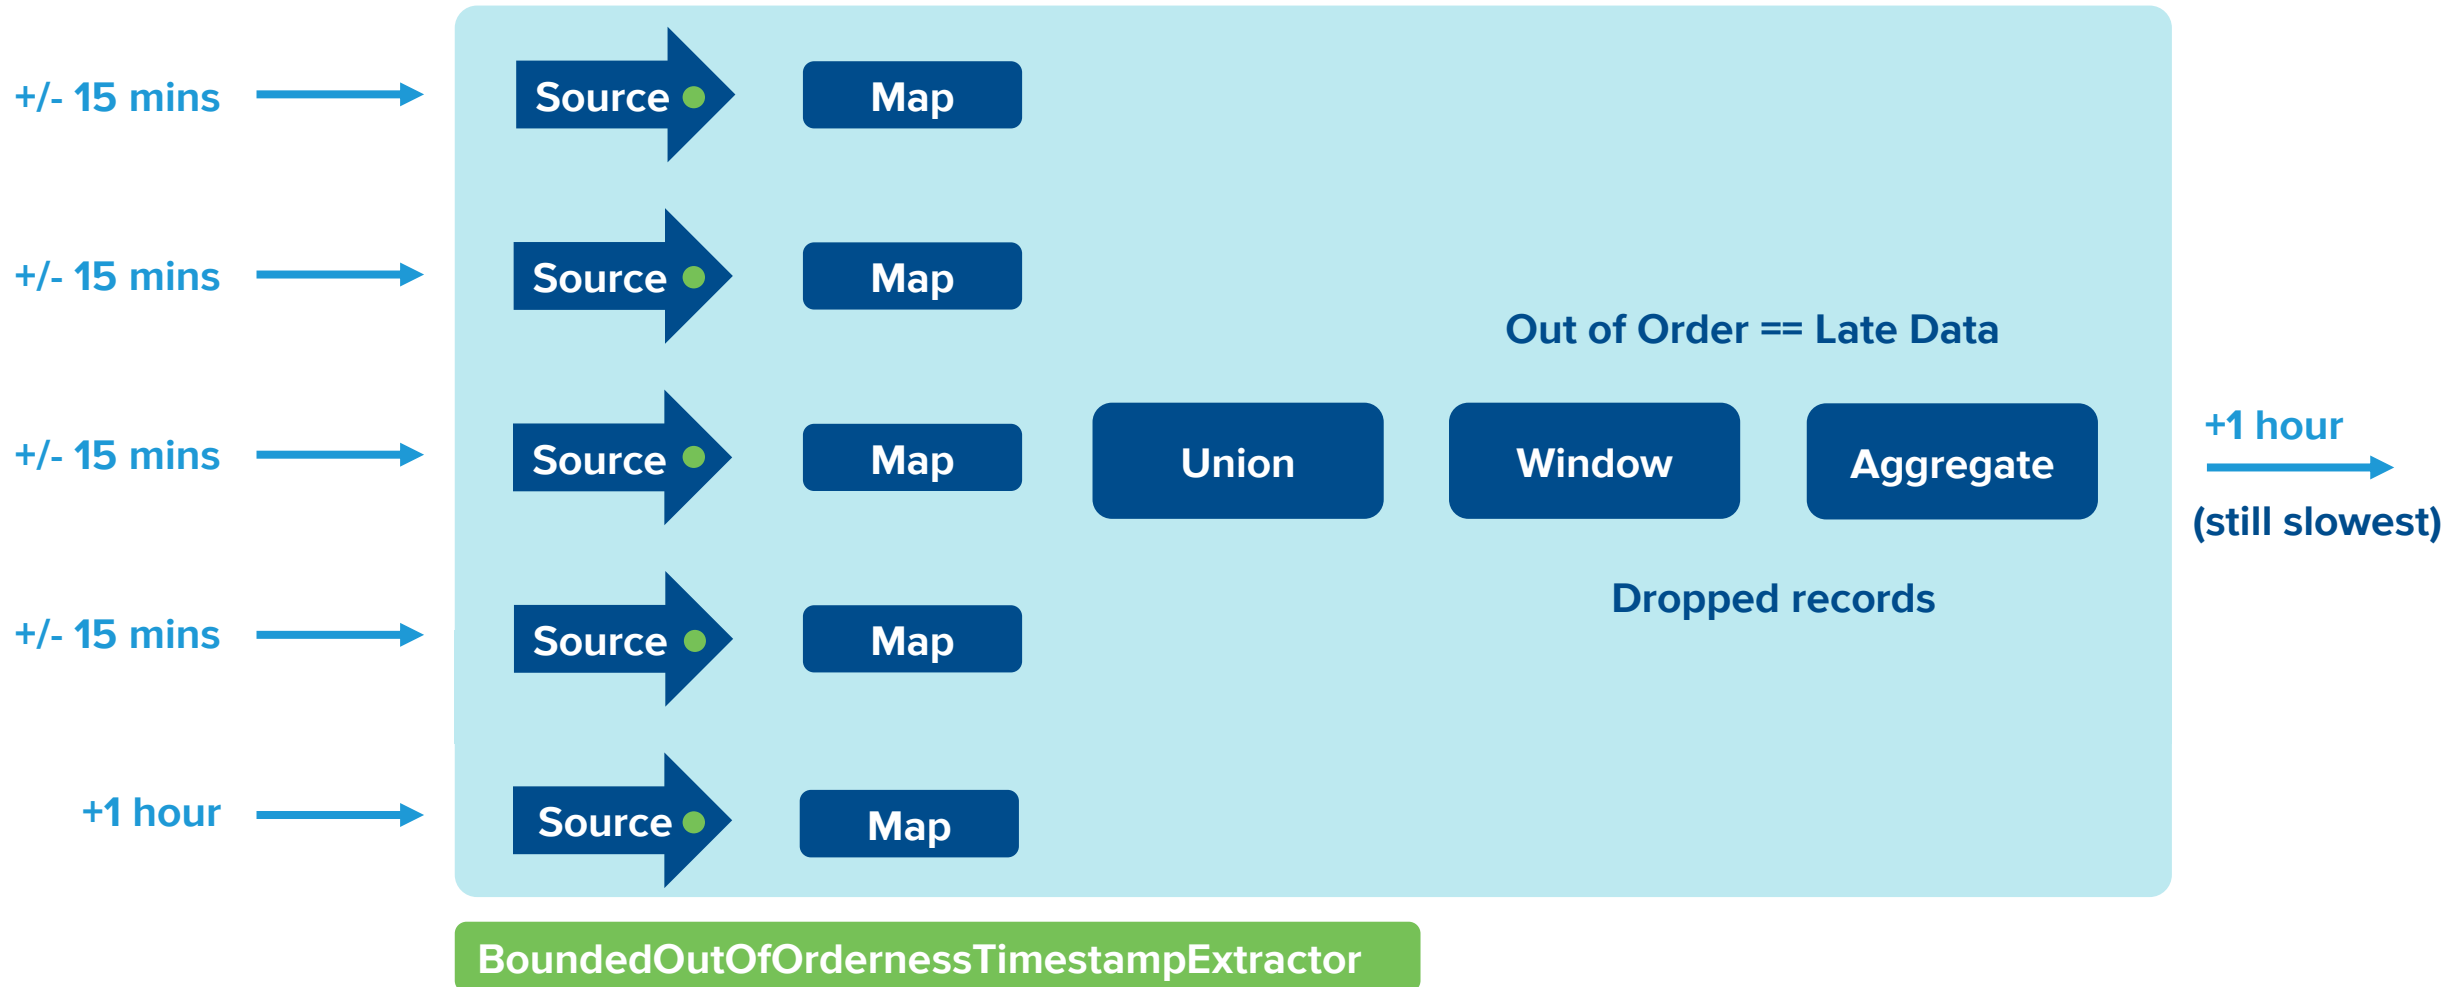 +/- 15 mins
Source
Map
+/- 15 mins
Source
Map
Out of Order == Late Data
+/- 15 mins
Source
Map
Union
Window
Aggregate
+1 hour
(still slowest)
+/- 15 mins
Source
Map
Dropped records
+1 hour
Source
Map
BoundedOutOfOrdernessTimestampExtractor